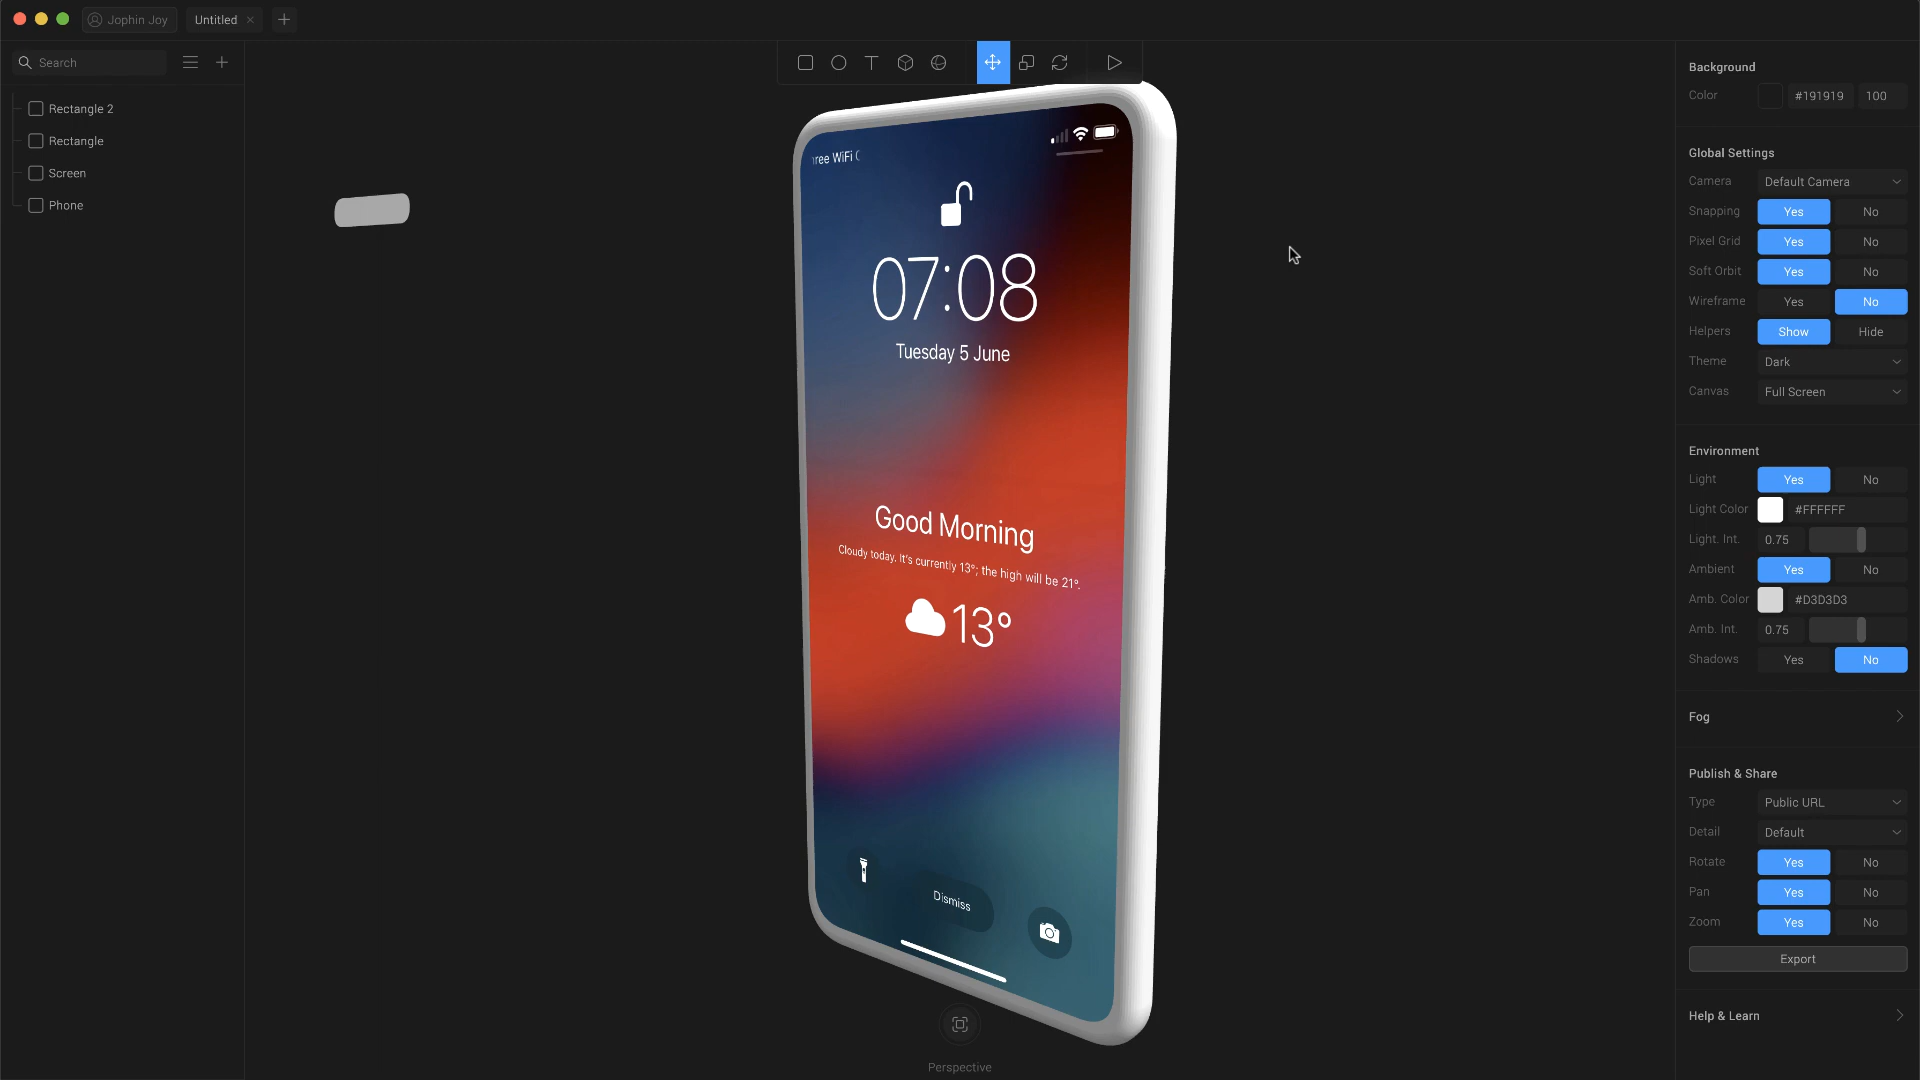 Jophin Joy
Untitled
Search
Rectangle 2
Rectangle
Screen
Phone
ree WiFi
07:08
Tuesday 5 June
Good Morning
Cloudy today. It's currently 13°; the high will be 21°.
13°
Dismiss
Perspective
Background
Color #191919 100
Global Settings
Camera Default Camera
Snapping Yes No
Pixel Grid Yes No
Soft Orbit Yes No
Wireframe Yes No
Helpers Show Hide
Theme Dark
Canvas Full Screen
Environment
Light Yes No
Light Color #FFFFFF
Light. Int. 0.75
Ambient Yes No
Amb. Color #D3D3D3
Amb. Int. 0.75
Shadows Yes No
Fog
Publish & Share
Type Public URL
Detail Default
Rotate Yes No
Pan Yes No
Zoom Yes No
Export
Help & Learn